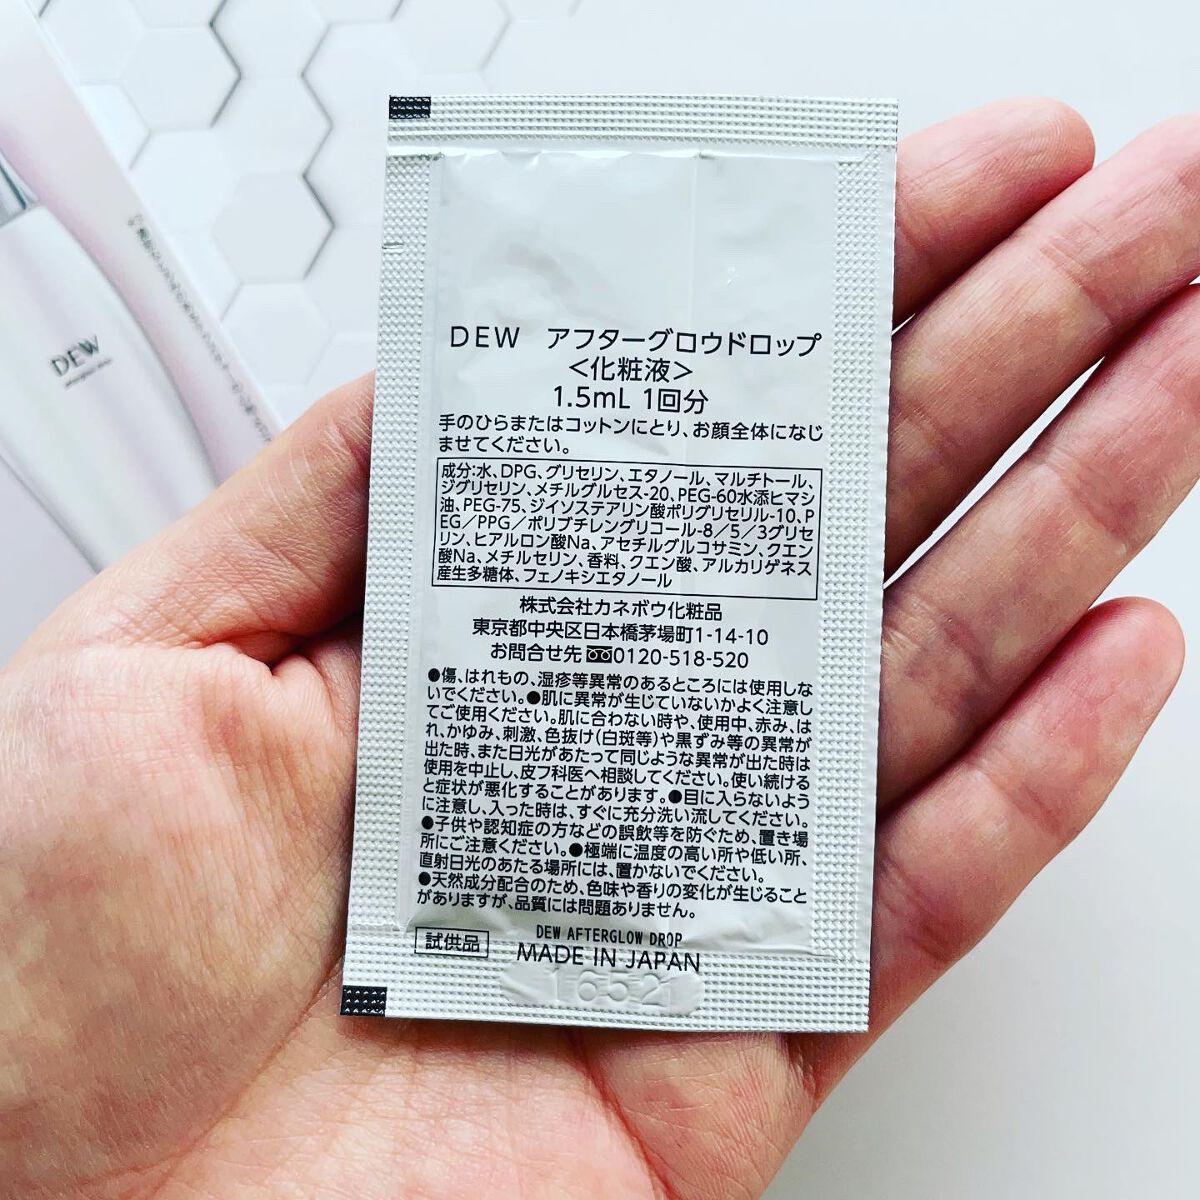 DEW
DEW アフターグロウドロップ
<化粧液>
1.5mL 1回分
手のひらまたはコットンにとり、お顔全体になじ
ませてください。
成分:水、DPG、グリセリン、エタノール、マルチトール、
ジグリセリン、メチルグルセス-20、PEG-60水添ヒマシ
油、PEG-75、ジイソステアリン酸ポリグリセリル-10、P
EG/PPG/ポリブチレングリコール-8/5/3グリセ
リン、ヒアルロン酸Na、アセチルグルコサミン、クエン
酸Na、メチルセリン、香料、クエン酸、アルカリゲネス
産生多糖体、フェノキシエタノール
株式会社カネボウ化粧品
東京都中央区日本橋茅場町1-14-10
お問合せ先 0120-518-520
●傷、はれもの、湿疹等異常のあるところには使用しな
いでください。●肌に異常が生じていないかよく注意し
てご使用ください。肌に合わない時や、使用中、赤み、は
れ、かゆみ、刺激、色抜け(白斑等)や黒ずみ等の異常が
出た時、また日光があたって同じような異常が出た時は
使用を中止し、皮フ科医へ相談してください。使い続ける
と症状が悪化することがあります。●目に入らないよう
に注意し、入った時は、すぐに充分洗い流してください。
●子供や認知症の方などの誤飲等を防ぐため、置き場
所にご注意ください。●極端に温度の高い所や低い所、
直射日光のあたる場所には、置かないでください。
●天然成分配合のため、色味や香りの変化が生じること
がありますが、品質には問題ありません。
試供品
DEW AFTERGLOW DROP
MADE IN JAPAN
16521